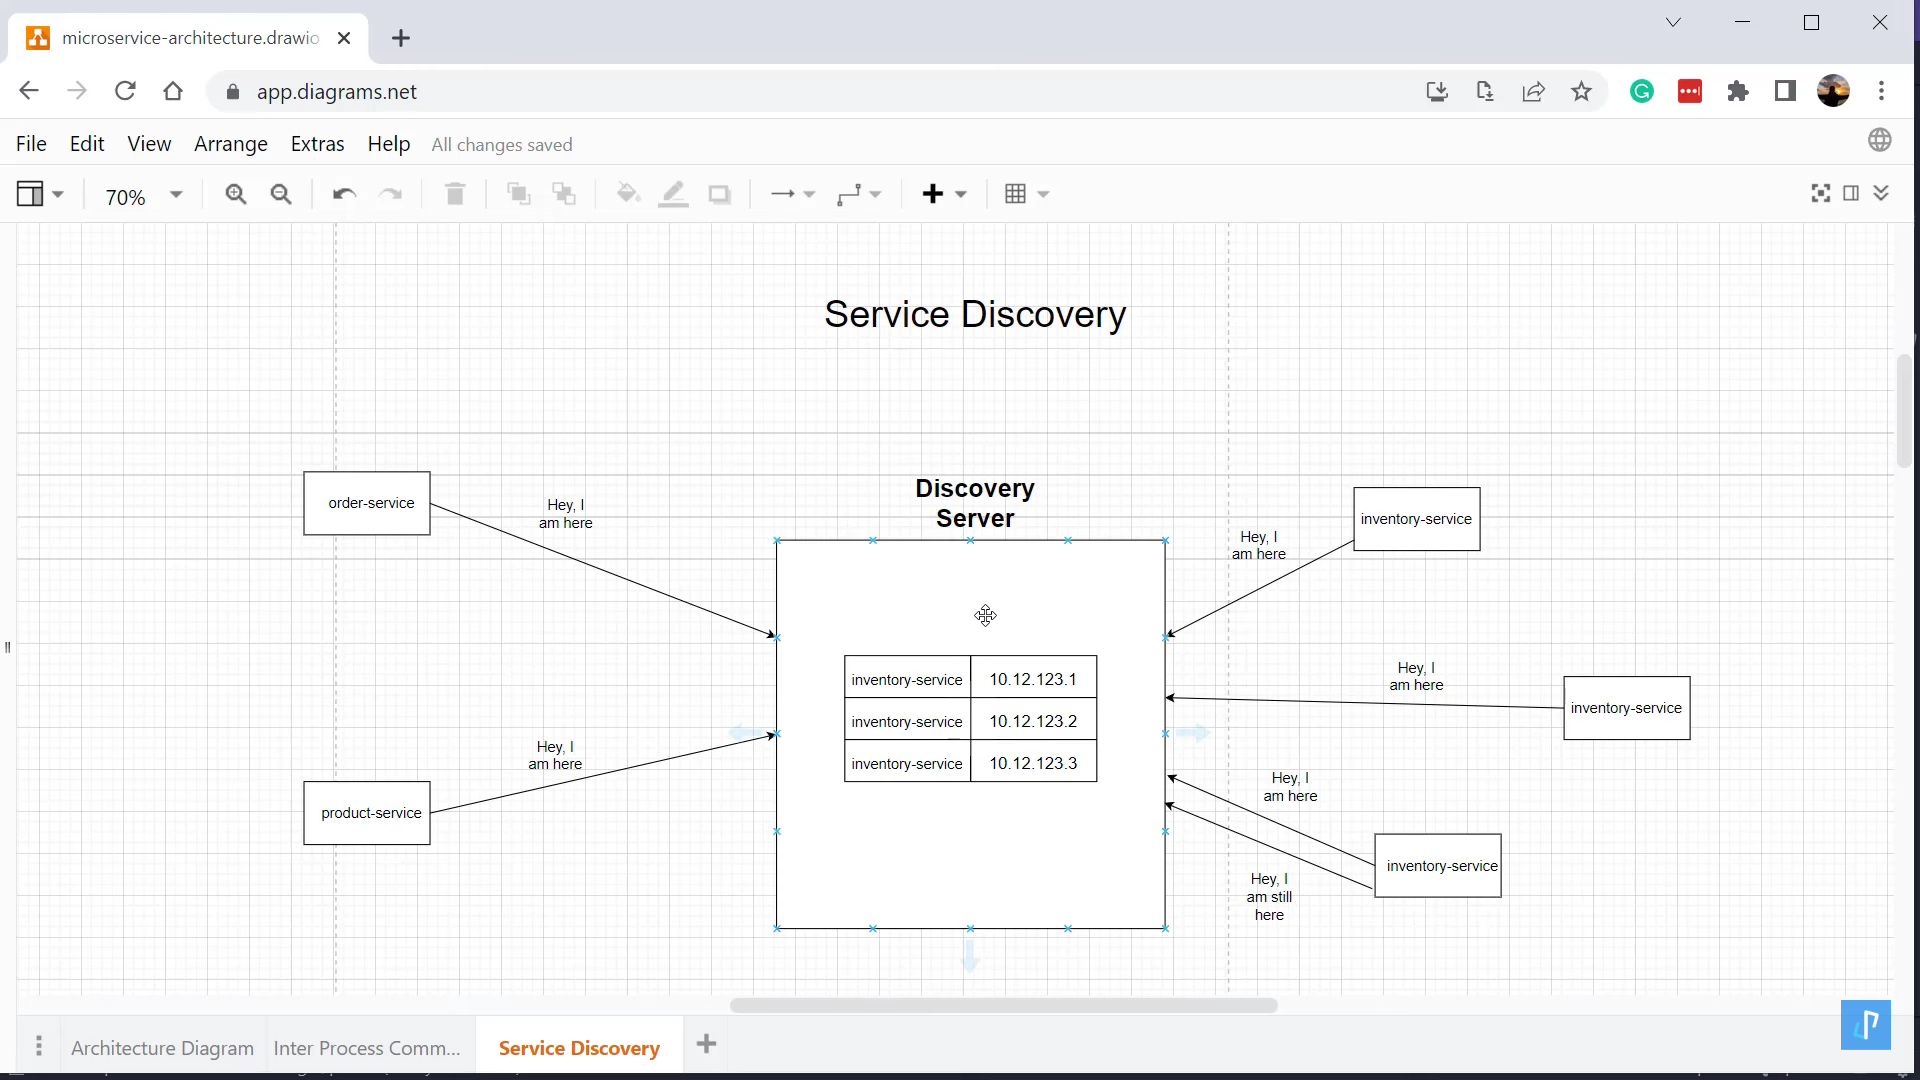 microservice-architecture.drawio
app.diagrams.net
File Edit View Arrange Extras Help All changes saved
70%
Service Discovery
Discovery
Server
order-service
Hey, I
am here
Hey, I
am here
inventory-service
inventory-service 10.12.123.1
inventory-service 10.12.123.2
inventory-service 10.12.123.3
Hey, I
am here
inventory-service
Hey, I
am here
product-service
Hey, I
am here
inventory-service
Hey, I
am still
here
Architecture Diagram Inter Process Comm... Service Discovery